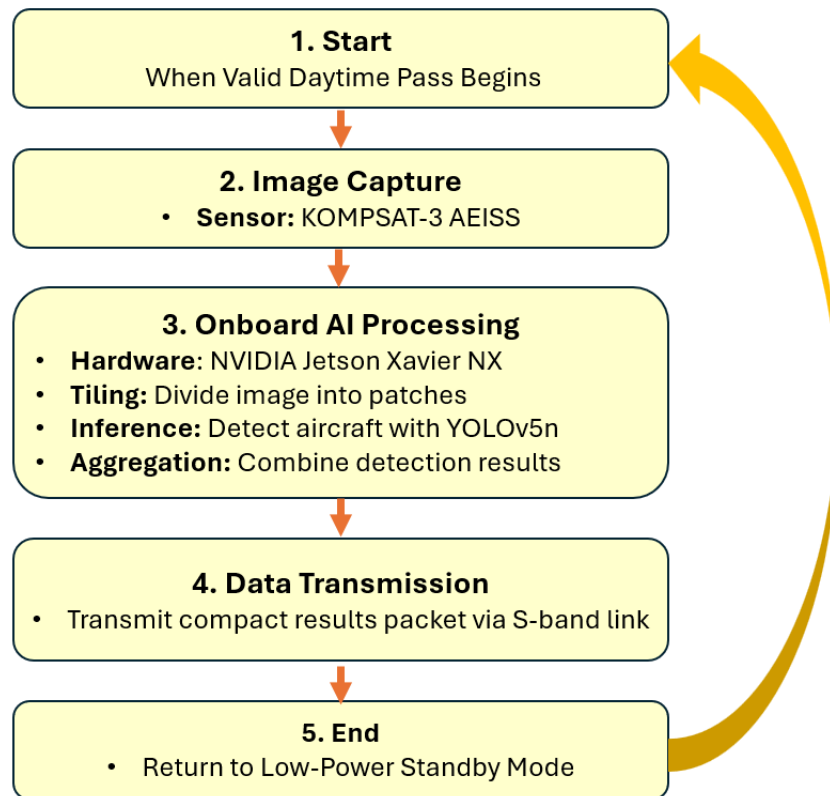 1. Start
When Valid Daytime Pass Begins
2. Image Capture
• Sensor: KOMPSAT-3 AEISS
3. Onboard AI Processing
• Hardware: NVIDIA Jetson Xavier NX
• Tiling: Divide image into patches
• Inference: Detect aircraft with YOLOv5n
• Aggregation: Combine detection results
4. Data Transmission
• Transmit compact results packet via S-band link
5. End
• Return to Low-Power Standby Mode